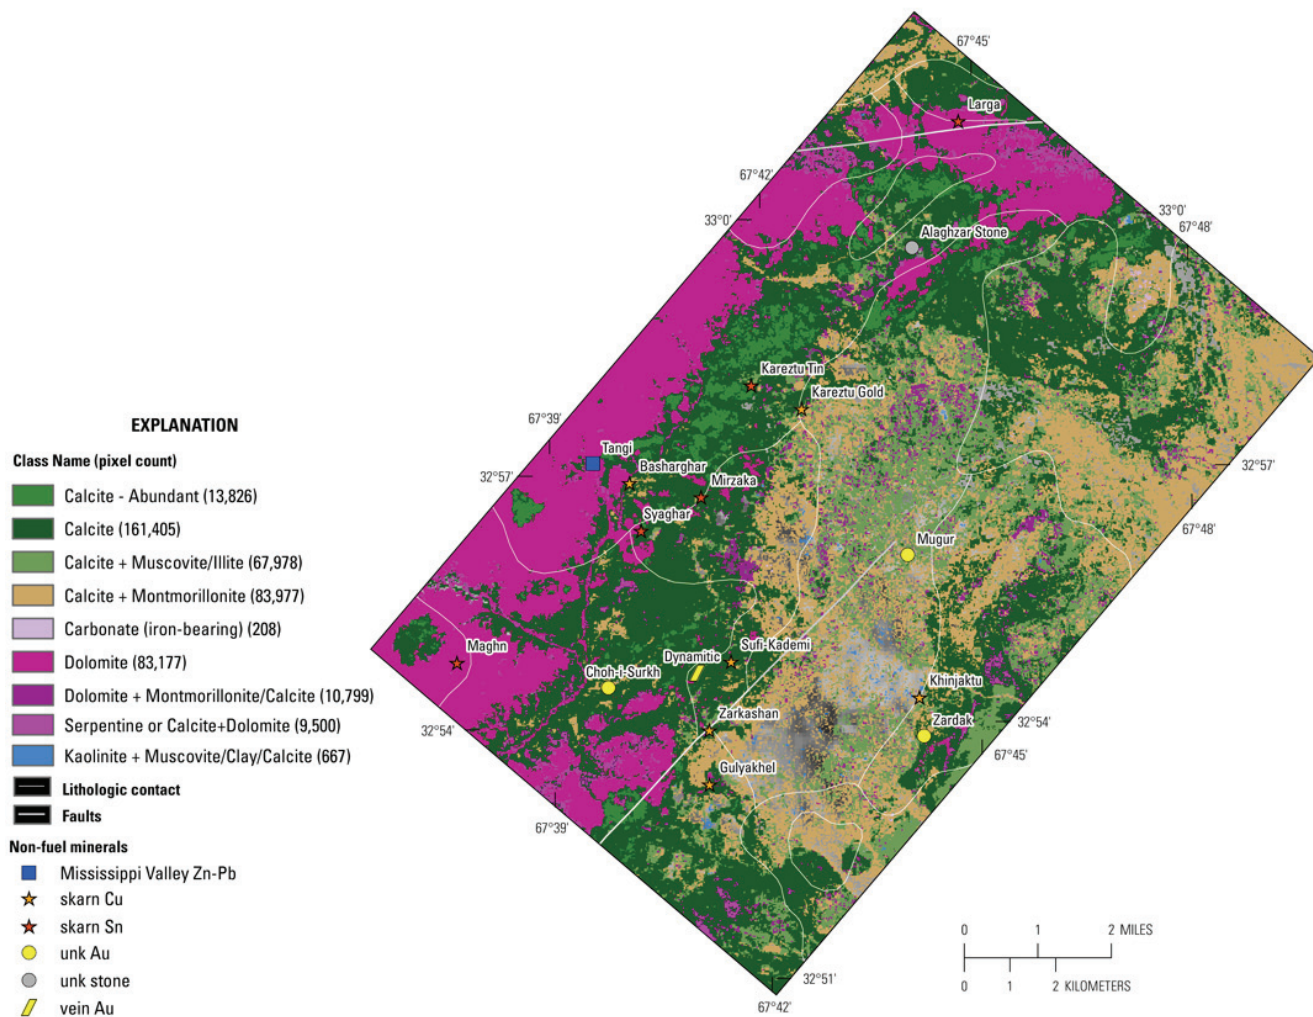 EXPLANATION
Class Name (pixel count)
Calcite - Abundant (13,826)
Calcite (161,405)
Calcite + Muscovite/Illite (67,978)
Calcite + Montmorillonite (83,977)
Carbonate (iron-bearing) (208)
Dolomite (83,177)
Dolomite + Montmorillonite/Calcite (10,799)
Serpentine or Calcite+Dolomite (9,500)
Kaolinite + Muscovite/Clay/Calcite (667)
Lithologic contact
Faults
Non-fuel minerals
Mississippi Valley Zn-Pb
skarn Cu
skarn Sn
unk Au
unk stone
vein Au
67°45'
Larga
67°42'
33°0'
33°0'
67°48'
Alaghzar Stone
Kareztu Tin
Kareztu Gold
67°39'
Tangi
Basharghar
32°57'
Mirzaka
32°57'
Syaghar
67°48'
Mugur
Maghn
Sufi-Kademi
Dynamitic
Choh-i-Surkh
Khinjaktu
Zarkashan
Zardak
32°54'
32°54'
67°45'
Gulyakhel
67°39'
32°51'
67°42'
0 1 2 MILES
0 1 2 KILOMETERS